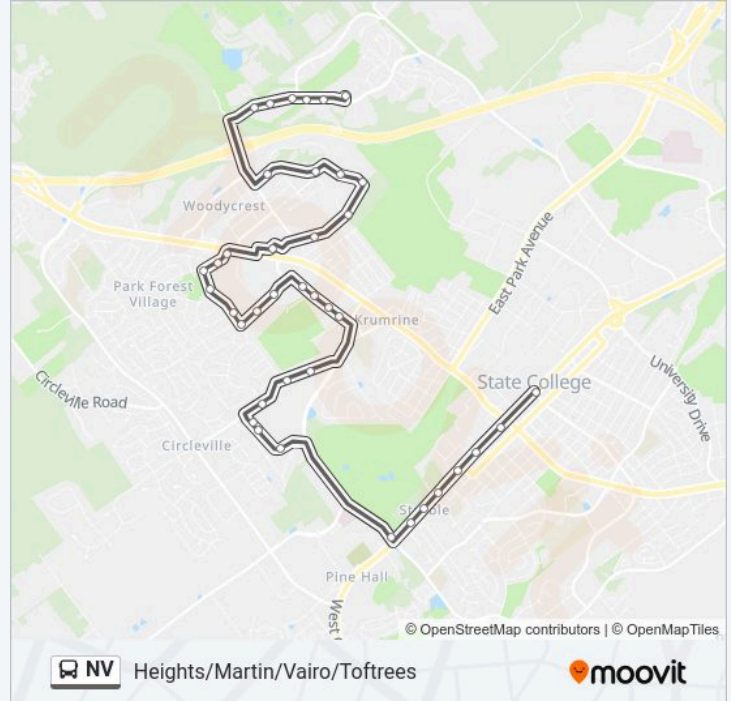 Woodycrest
Park Forest
Village
Krumrine
East Park Avenue
State College
University Drive
Circleville Road
Circleville
Pine Hall
West
© OpenStreetMap contributors | © OpenMapTiles
NV Heights/Martin/Vairo/Toftrees moovit